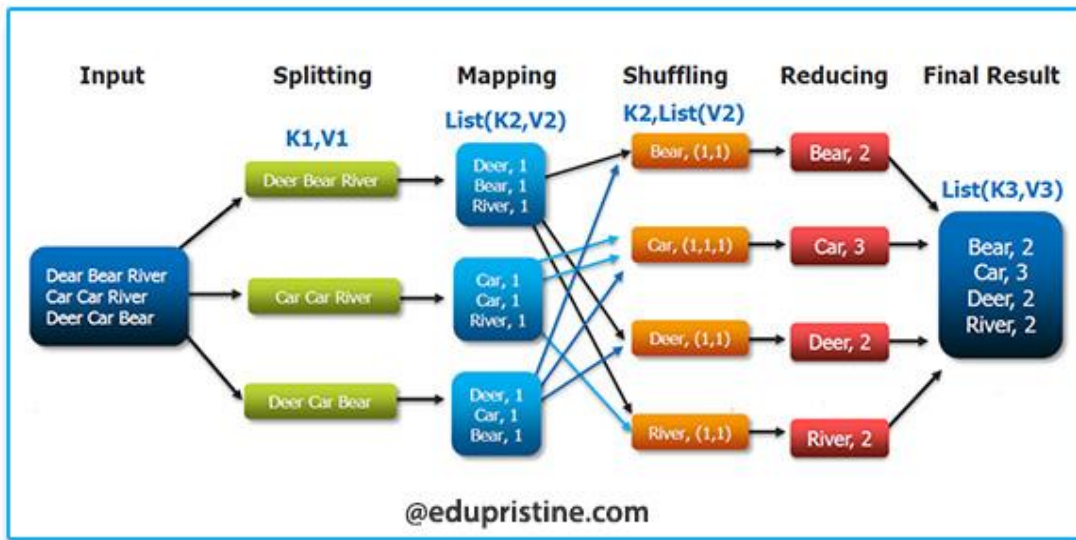 Input
Splitting
Mapping
Shuffling
Reducing
Final Result
K1,V1
List(K2,V2)
K2,List(V2)
List(K3,V3)
Dear Bear River
Car Car River
Deer Car Bear
Deer Bear River
Car Car River
Deer Car Bear
Deer, 1
Bear, 1
River, 1
Car, 1
Car, 1
River, 1
Deer, 1
Car, 1
Bear, 1
Bear, (1,1)
Car, (1,1,1)
Deer, (1,1)
River, (1,1)
Bear, 2
Car, 3
Deer, 2
River, 2
Bear, 2
Car, 3
Deer, 2
River, 2
@edupristine.com